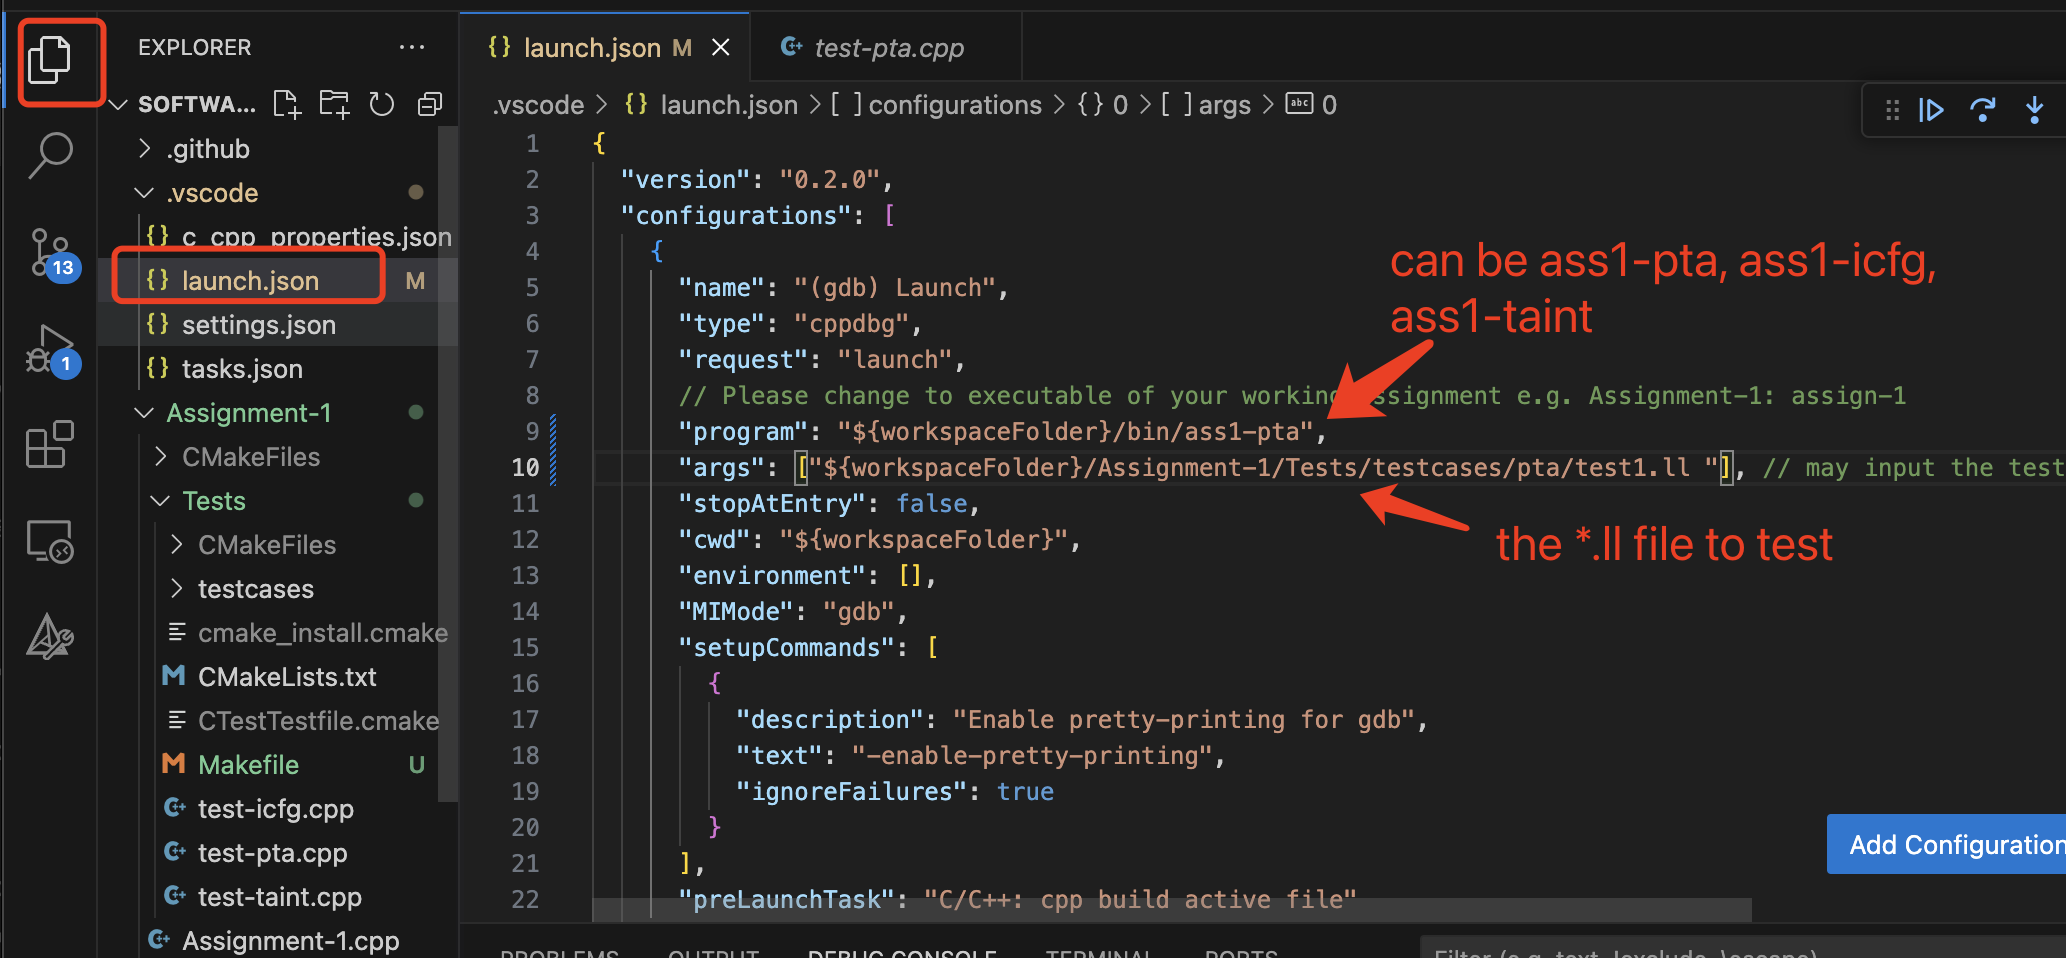 EXPLORER
SOFTWA...
.github
.vscode
c_cpp_properties.json
launch.json M
settings.json
tasks.json
Assignment-1
CMakeFiles
Tests
CMakeFiles
testcases
cmake_install.cmake
CMakeLists.txt
CTestTestfile.cmake
Makefile U
test-icfg.cpp
test-pta.cpp
test-taint.cpp
Assignment-1.cpp
13
1
{} launch.json M
test-pta.cpp
.vscode > {} launch.json > [ ] configurations > {} 0 > [ ] args > abc 0
1 {
2 "version": "0.2.0",
3 "configurations": [
4 {
5 "name": "(gdb) Launch",
6 "type": "cppdbg",
7 "request": "launch",
8 // Please change to executable of your working assignment e.g. Assignment-1: assign-1
9 "program": "${workspaceFolder}/bin/ass1-pta",
10 "args": ["${workspaceFolder}/Assignment-1/Tests/testcases/pta/test1.ll "], // may input the test
11 "stopAtEntry": false,
12 "cwd": "${workspaceFolder}",
13 "environment": [],
14 "MIMode": "gdb",
15 "setupCommands": [
16 {
17 "description": "Enable pretty-printing for gdb",
18 "text": "-enable-pretty-printing",
19 "ignoreFailures": true
20 }
21 ],
22 "preLaunchTask": "C/C++: cpp build active file"
can be ass1-pta, ass1-icfg,
ass1-taint
the *.ll file to test
Add Configuration
PROBLEMS OUTPUT DEBUG CONSOLE TERMINAL PORTS
Filter (e.g. text, !exclude, \escape)